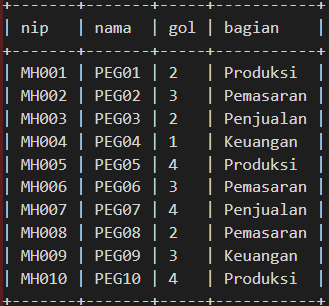 | nip | nama | gol | bagian |
| MH001 | PEG01 | 2 | Produksi |
| MH002 | PEG02 | 3 | Pemasaran |
| MH003 | PEG03 | 2 | Penjualan |
| MH004 | PEG04 | 1 | Keuangan |
| MH005 | PEG05 | 4 | Produksi |
| MH006 | PEG06 | 3 | Pemasaran |
| MH007 | PEG07 | 4 | Penjualan |
| MH008 | PEG08 | 2 | Pemasaran |
| MH009 | PEG09 | 3 | Keuangan |
| MH010 | PEG10 | 4 | Produksi |